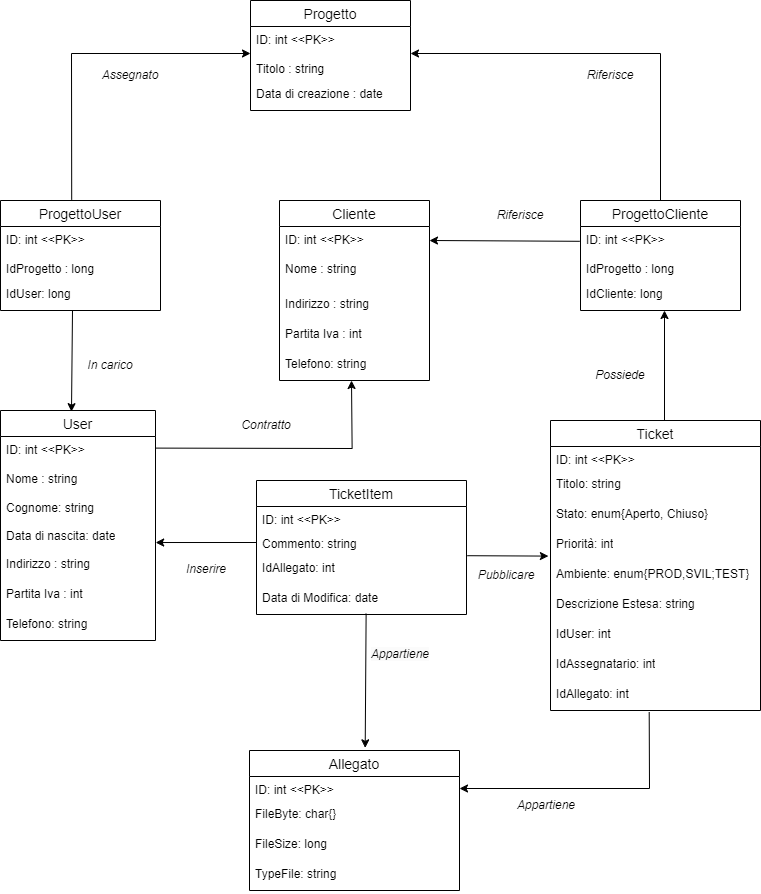 Progetto
ID: int <<PK>>
Titolo : string
Data di creazione : date
Assegnato
Riferisce
ProgettoUser
ID: int <<PK>>
IdProgetto : long
IdUser: long
Cliente
ID: int <<PK>>
Nome : string
Indirizzo : string
Partita Iva : int
Telefono: string
Riferisce
ProgettoCliente
ID: int <<PK>>
IdProgetto : long
IdCliente: long
In carico
Possiede
Contratto
User
ID: int <<PK>>
Nome : string
Cognome: string
Data di nascita: date
Indirizzo : string
Partita Iva : int
Telefono: string
Inserire
TicketItem
ID: int <<PK>>
Commento: string
IdAllegato: int
Data di Modifica: date
Pubblicare
Ticket
ID: int <<PK>>
Titolo: string
Stato: enum{Aperto, Chiuso}
Priorità: int
Ambiente: enum{PROD,SVIL;TEST}
Descrizione Estesa: string
IdUser: int
IdAssegnatario: int
IdAllegato: int
Appartiene
Allegato
ID: int <<PK>>
FileByte: char{}
FileSize: long
TypeFile: string
Appartiene